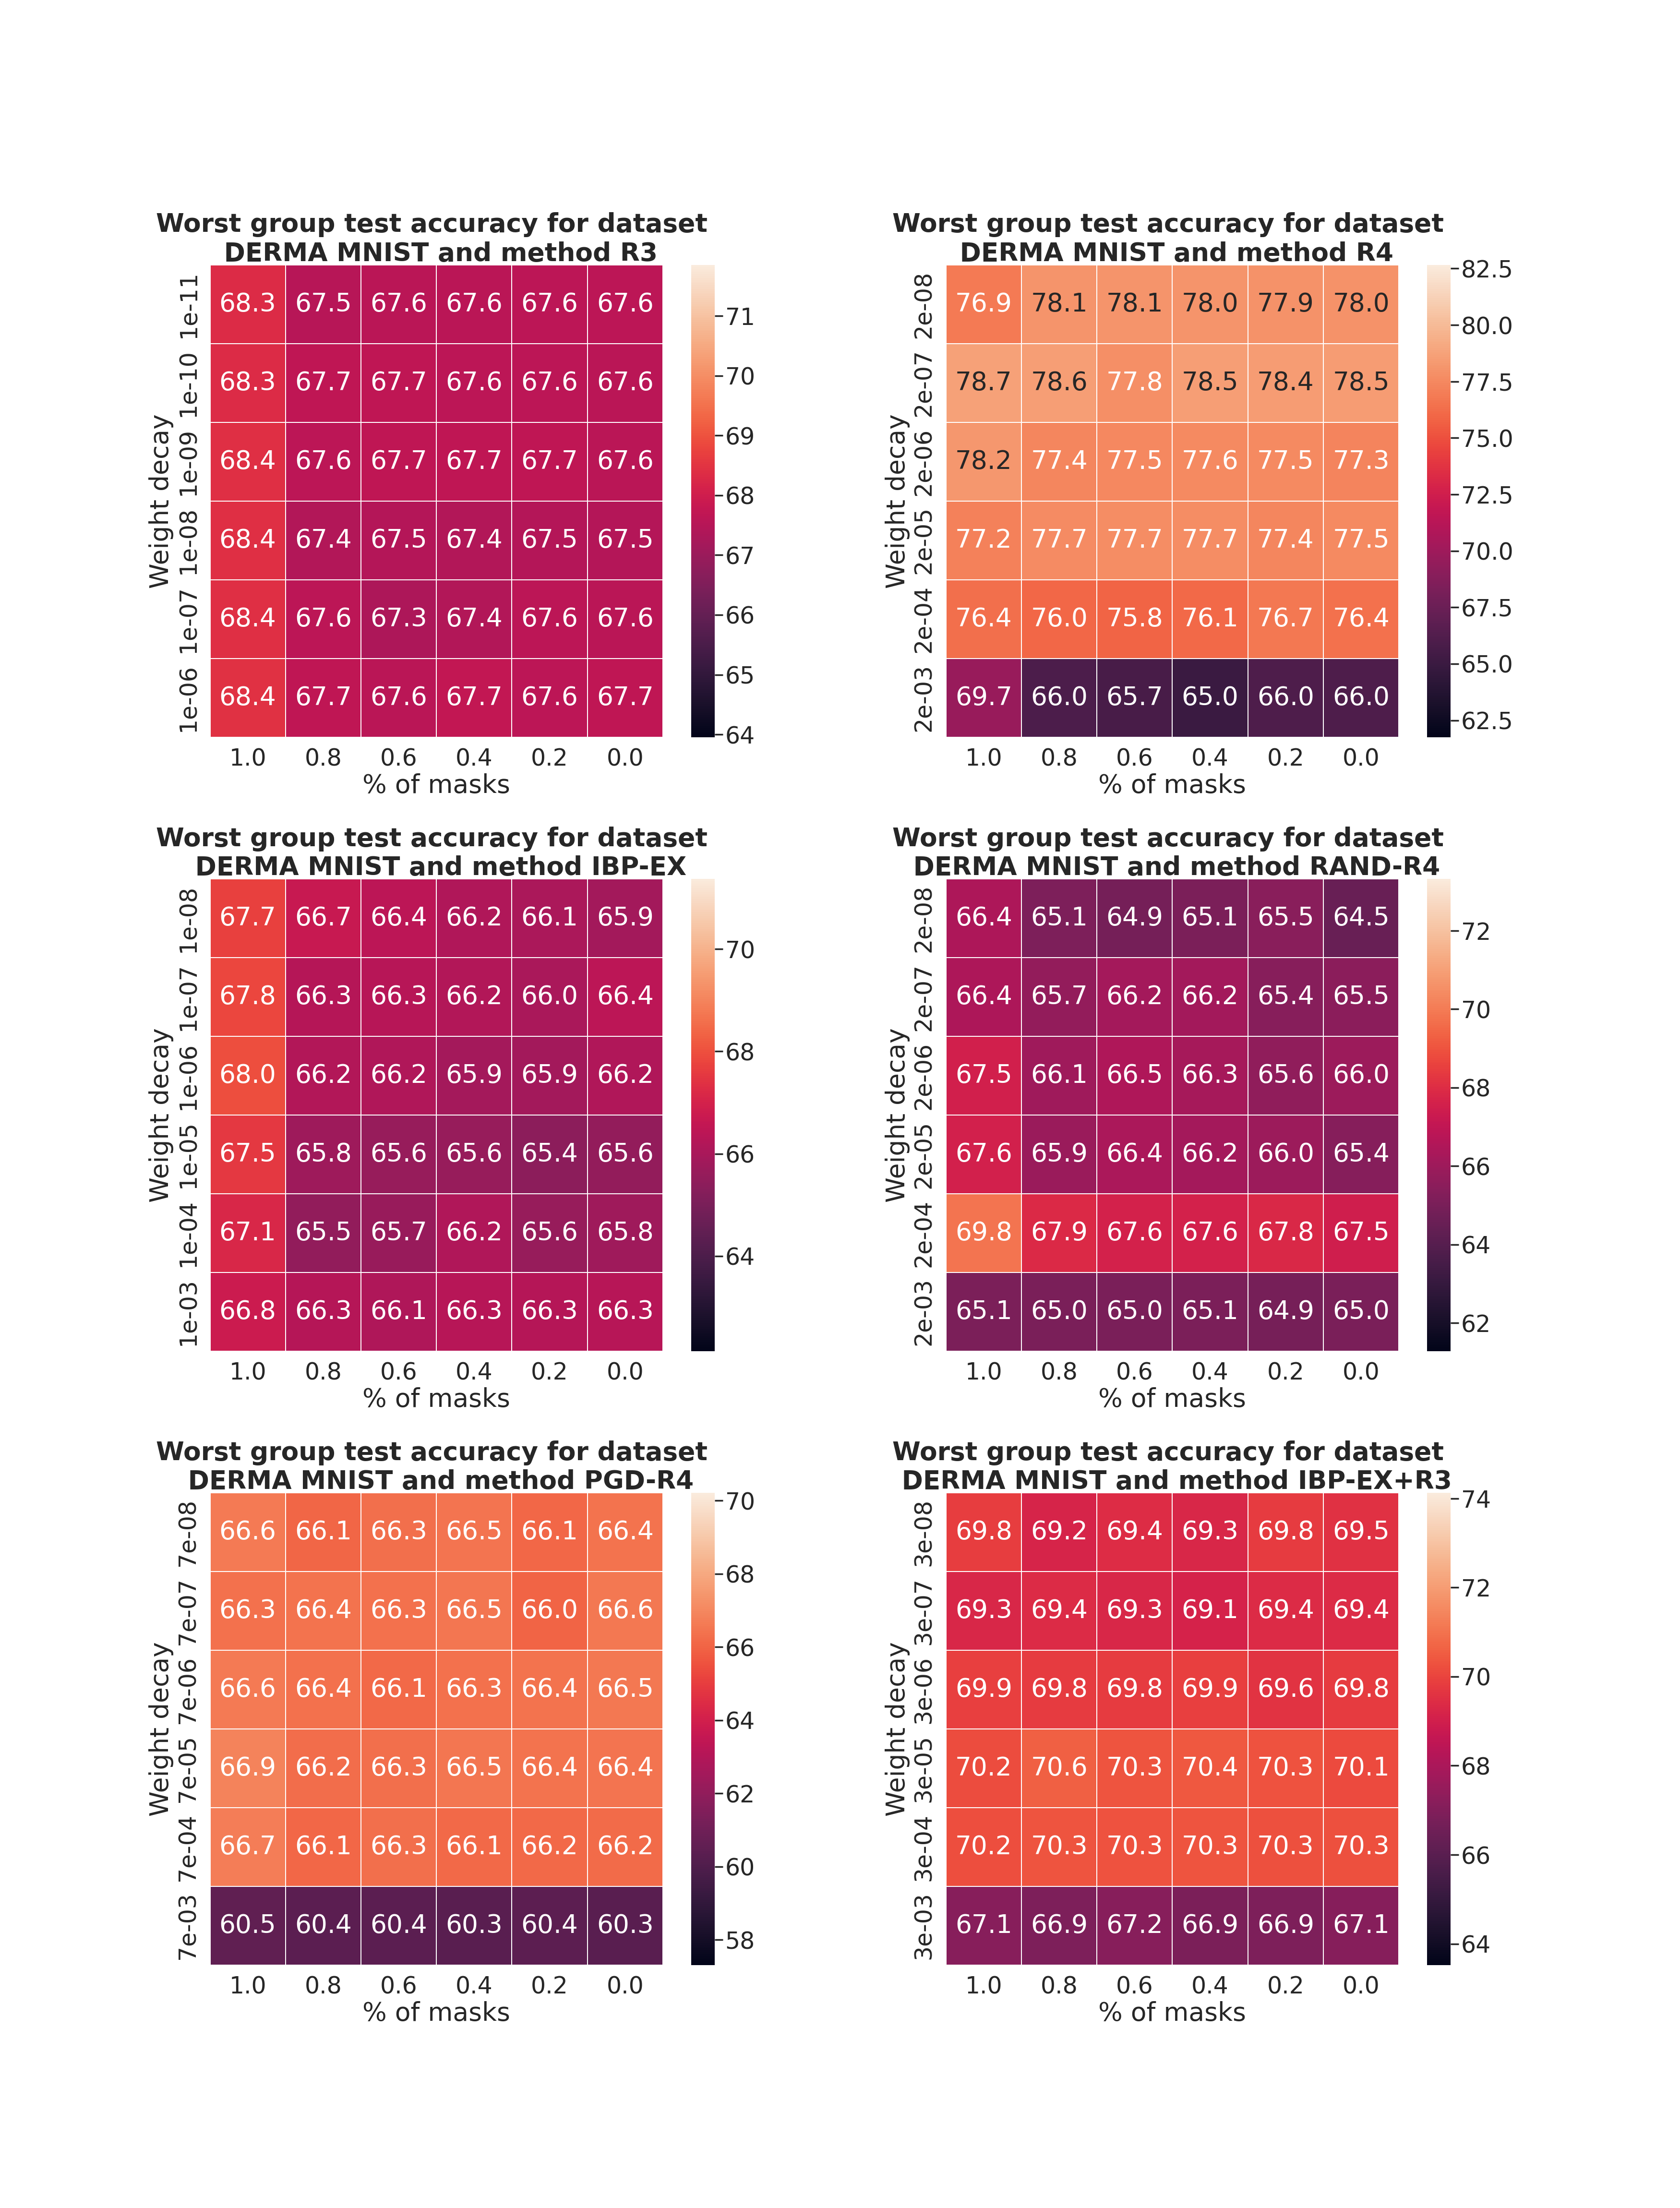 Worst group test accuracy for dataset
DERMA MNIST and method R3
Weight decay
1e-11 68.3 67.5 67.6 67.6 67.6 67.6
1e-10 68.3 67.7 67.7 67.6 67.6 67.6
1e-09 68.4 67.6 67.7 67.7 67.7 67.6
1e-08 68.4 67.4 67.5 67.4 67.5 67.5
1e-07 68.4 67.6 67.3 67.4 67.6 67.6
1e-06 68.4 67.7 67.6 67.7 67.6 67.7
1.0 0.8 0.6 0.4 0.2 0.0
% of masks
71
70
69
68
67
66
65
64
Worst group test accuracy for dataset
DERMA MNIST and method R4
Weight decay
2e-08 76.9 78.1 78.1 78.0 77.9 78.0
2e-07 78.7 78.6 77.8 78.5 78.4 78.5
2e-06 78.2 77.4 77.5 77.6 77.5 77.3
2e-05 77.2 77.7 77.7 77.7 77.4 77.5
2e-04 76.4 76.0 75.8 76.1 76.7 76.4
2e-03 69.7 66.0 65.7 65.0 66.0 66.0
1.0 0.8 0.6 0.4 0.2 0.0
% of masks
82.5
80.0
77.5
75.0
72.5
70.0
67.5
65.0
62.5
Worst group test accuracy for dataset
DERMA MNIST and method IBP-EX
Weight decay
1e-08 67.7 66.7 66.4 66.2 66.1 65.9
1e-07 67.8 66.3 66.3 66.2 66.0 66.4
1e-06 68.0 66.2 66.2 65.9 65.9 66.2
1e-05 67.5 65.8 65.6 65.6 65.4 65.6
1e-04 67.1 65.5 65.7 66.2 65.6 65.8
1e-03 66.8 66.3 66.1 66.3 66.3 66.3
1.0 0.8 0.6 0.4 0.2 0.0
% of masks
70
68
66
64
Worst group test accuracy for dataset
DERMA MNIST and method RAND-R4
Weight decay
2e-08 66.4 65.1 64.9 65.1 65.5 64.5
2e-07 66.4 65.7 66.2 66.2 65.4 65.5
2e-06 67.5 66.1 66.5 66.3 65.6 66.0
2e-05 67.6 65.9 66.4 66.2 66.0 65.4
2e-04 69.8 67.9 67.6 67.6 67.8 67.5
2e-03 65.1 65.0 65.0 65.1 64.9 65.0
1.0 0.8 0.6 0.4 0.2 0.0
% of masks
72
70
68
66
64
62
Worst group test accuracy for dataset
DERMA MNIST and method PGD-R4
Weight decay
7e-08 66.6 66.1 66.3 66.5 66.1 66.4
7e-07 66.3 66.4 66.3 66.5 66.0 66.6
7e-06 66.6 66.4 66.1 66.3 66.4 66.5
7e-05 66.9 66.2 66.3 66.5 66.4 66.4
7e-04 66.7 66.1 66.3 66.1 66.2 66.2
7e-03 60.5 60.4 60.4 60.3 60.4 60.3
1.0 0.8 0.6 0.4 0.2 0.0
% of masks
70
68
66
64
62
60
58
Worst group test accuracy for dataset
DERMA MNIST and method IBP-EX+R3
Weight decay
3e-08 69.8 69.2 69.4 69.3 69.8 69.5
3e-07 69.3 69.4 69.3 69.1 69.4 69.4
3e-06 69.9 69.8 69.8 69.9 69.6 69.8
3e-05 70.2 70.6 70.3 70.4 70.3 70.1
3e-04 70.2 70.3 70.3 70.3 70.3 70.3
3e-03 67.1 66.9 67.2 66.9 66.9 67.1
1.0 0.8 0.6 0.4 0.2 0.0
% of masks
74
72
70
68
66
64